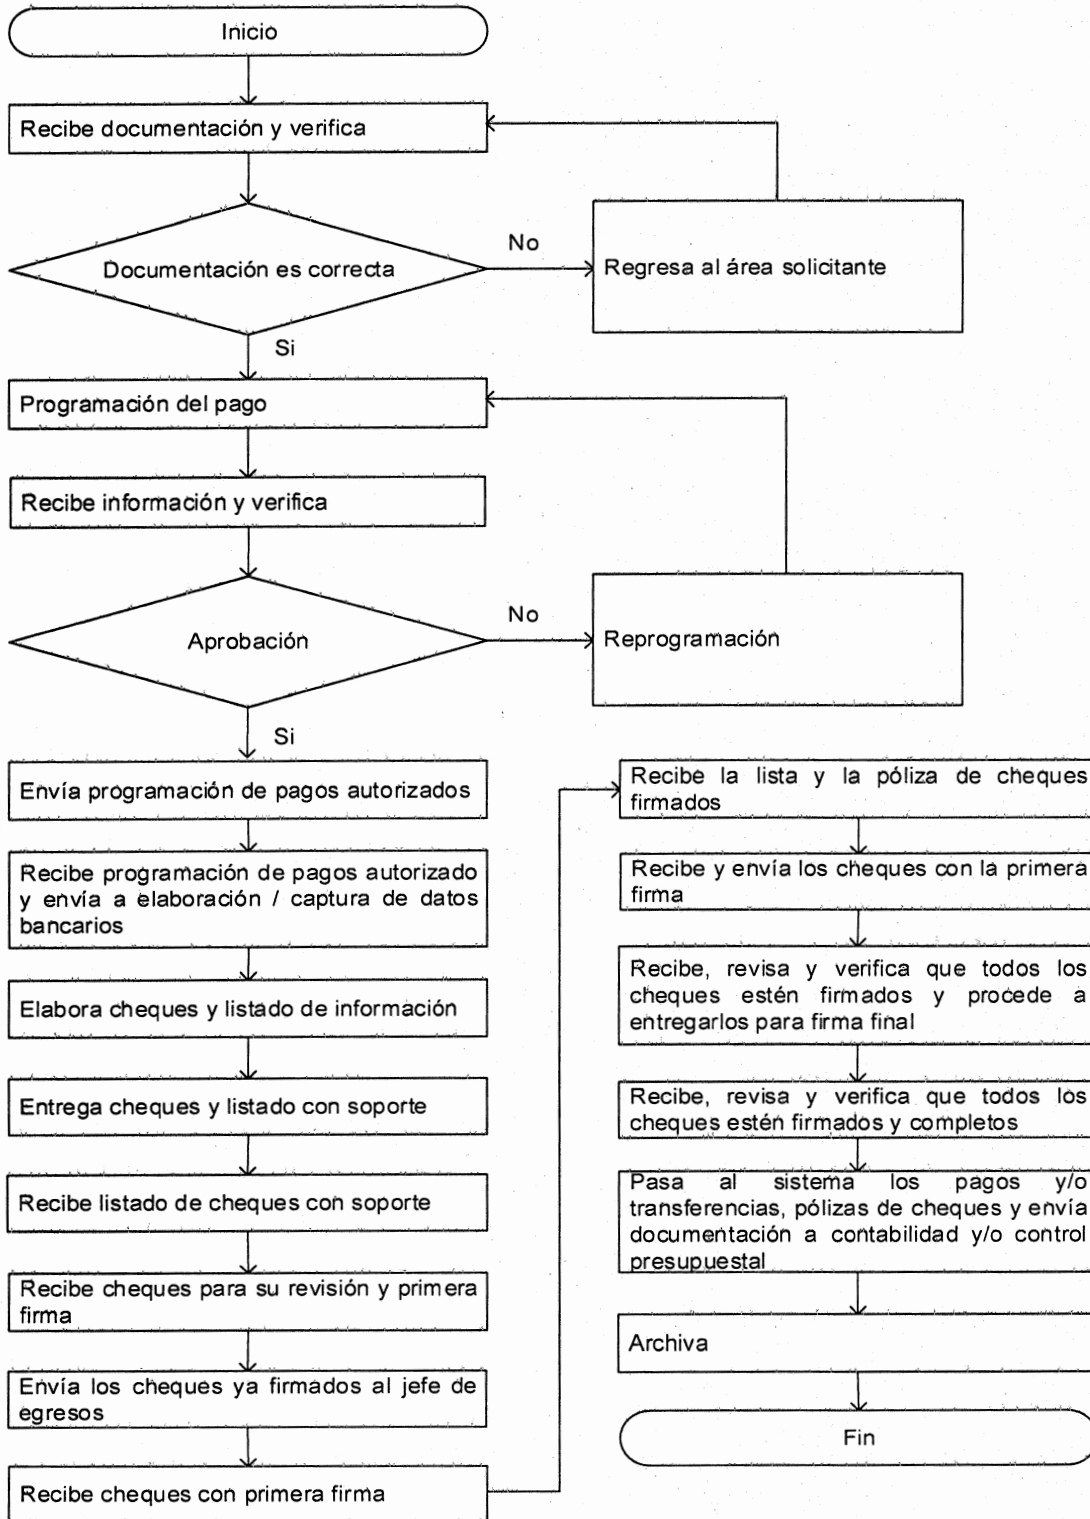 Inicio
Recibe documentación y verifica
Documentación es correcta
No
Regresa al área solicitante
Si
Programación del pago
Recibe información y verifica
Aprobación
No
Reprogramación
Si
Envía programación de pagos autorizados
Recibe programación de pagos autorizado
y envía a elaboración / captura de datos
bancarios
Elabora cheques y listado de información
Entrega cheques y listado con soporte
Recibe listado de cheques con soporte
Recibe cheques para su revisión y primera
firma
Envía los cheques ya firmados al jefe de
egresos
Recibe cheques con primera firma
Recibe la lista y la póliza de cheques
firmados
Recibe y envía los cheques con la primera
firma
Recibe, revisa y verifica que todos los
cheques estén firmados y procede a
entregarlos para firma final
Recibe, revisa y verifica que todos los
cheques estén firmados y completos
Pasa al sistema los pagos y/o
transferencias, pólizas de cheques y envía
documentación a contabilidad y/o control
presupuestal
Archiva
Fin